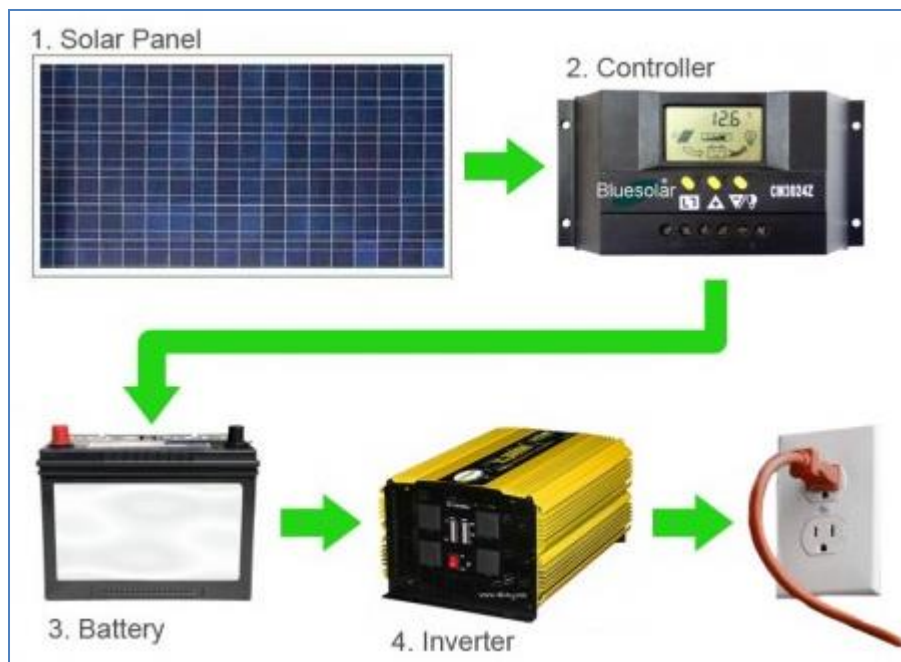 1. Solar Panel
2. Controller
12.6
Bluesolar
CM3024Z
3. Battery
4. Inverter